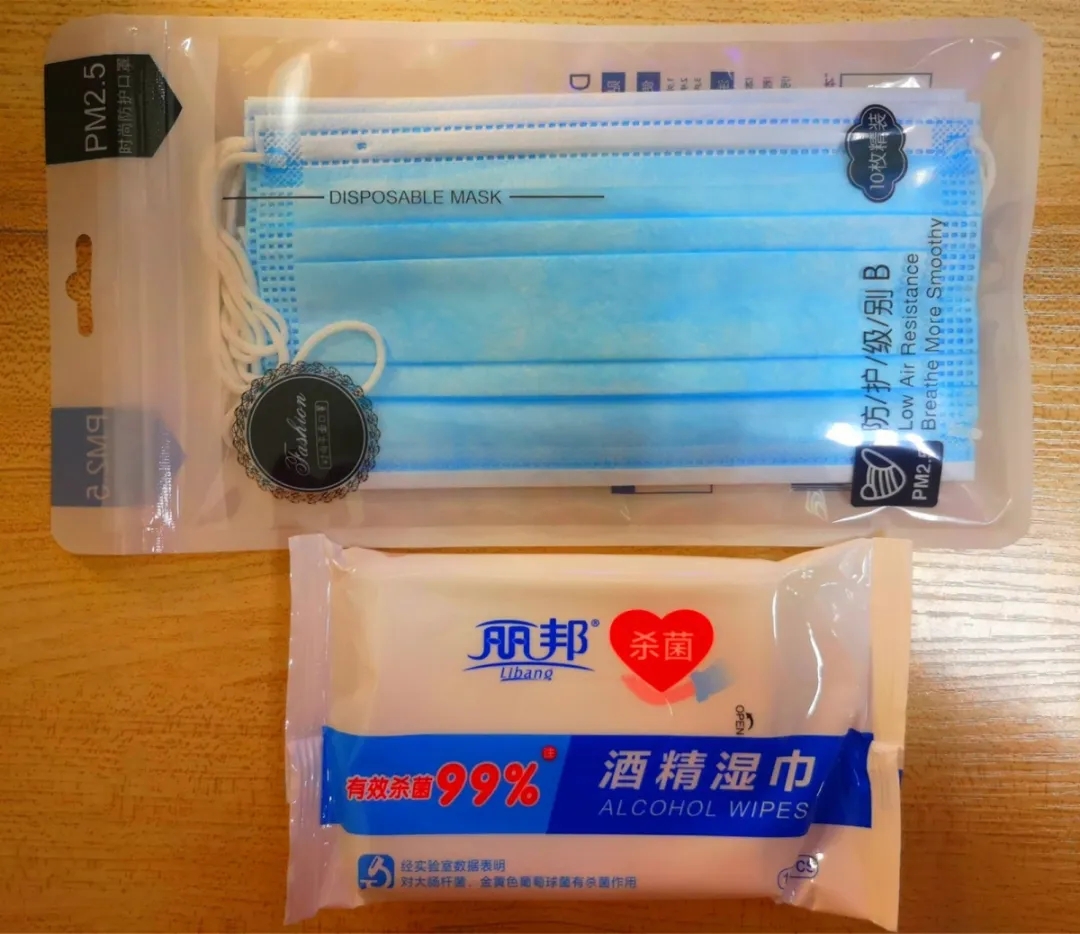 PM2.5
时尚防护口罩
DISPOSABLE MASK
10枚精装
防/护/级/别 B
Low Air Resistance
Breathe More Smoothy
Fashion
PM2.5
PM2.5
丽邦®
Libang
杀菌
OPEN
有效杀菌99%
注
酒精湿巾
ALCOHOL WIPES
经实验室数据表明
对大肠杆菌、金黄色葡萄球菌有杀菌作用